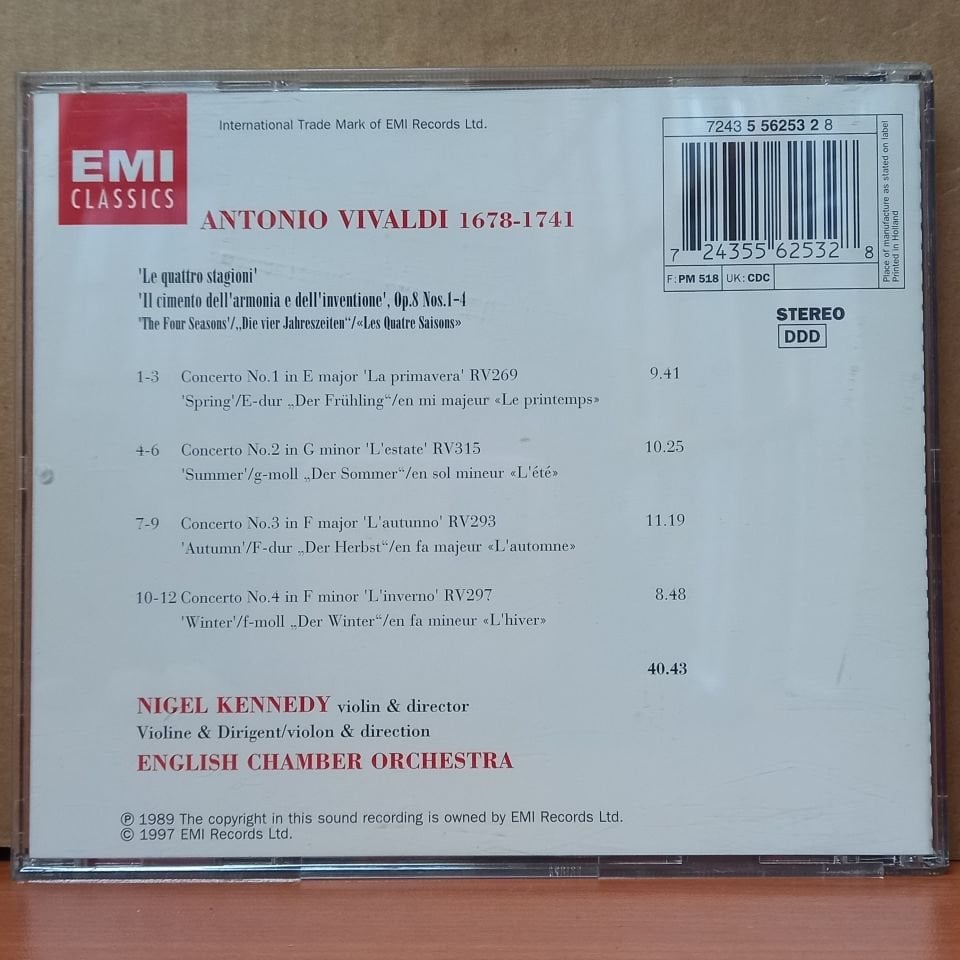 EMI
CLASSICS
International Trade Mark of EMI Records Ltd.
7243 5 56253 2 8
7 24355 62532 8
F: PM 518 UK: CDC
Place of manufacture as stated on label
Printed in Holland
ANTONIO VIVALDI 1678-1741
'Le quattro stagioni'
'Il cimento dell'armonia e dell'inventione', Op.8 Nos.1-4
'The Four Seasons'/„Die vier Jahreszeiten“/«Les Quatre Saisons»
STEREO
DDD
1-3 Concerto No.1 in E major 'La primavera' RV269 9.41
'Spring'/E-dur „Der Frühling“/en mi majeur «Le printemps»
4-6 Concerto No.2 in G minor 'L'estate' RV315 10.25
'Summer'/g-moll „Der Sommer“/en sol mineur «L'été»
7-9 Concerto No.3 in F major 'L'autunno' RV293 11.19
'Autumn'/F-dur „Der Herbst“/en fa majeur «L'automne»
10-12 Concerto No.4 in F minor 'L'inverno' RV297 8.48
'Winter'/f-moll „Der Winter“/en fa mineur «L'hiver»
40.43
NIGEL KENNEDY violin & director
Violine & Dirigent/violon & direction
ENGLISH CHAMBER ORCHESTRA
℗ 1989 The copyright in this sound recording is owned by EMI Records Ltd.
© 1997 EMI Records Ltd.